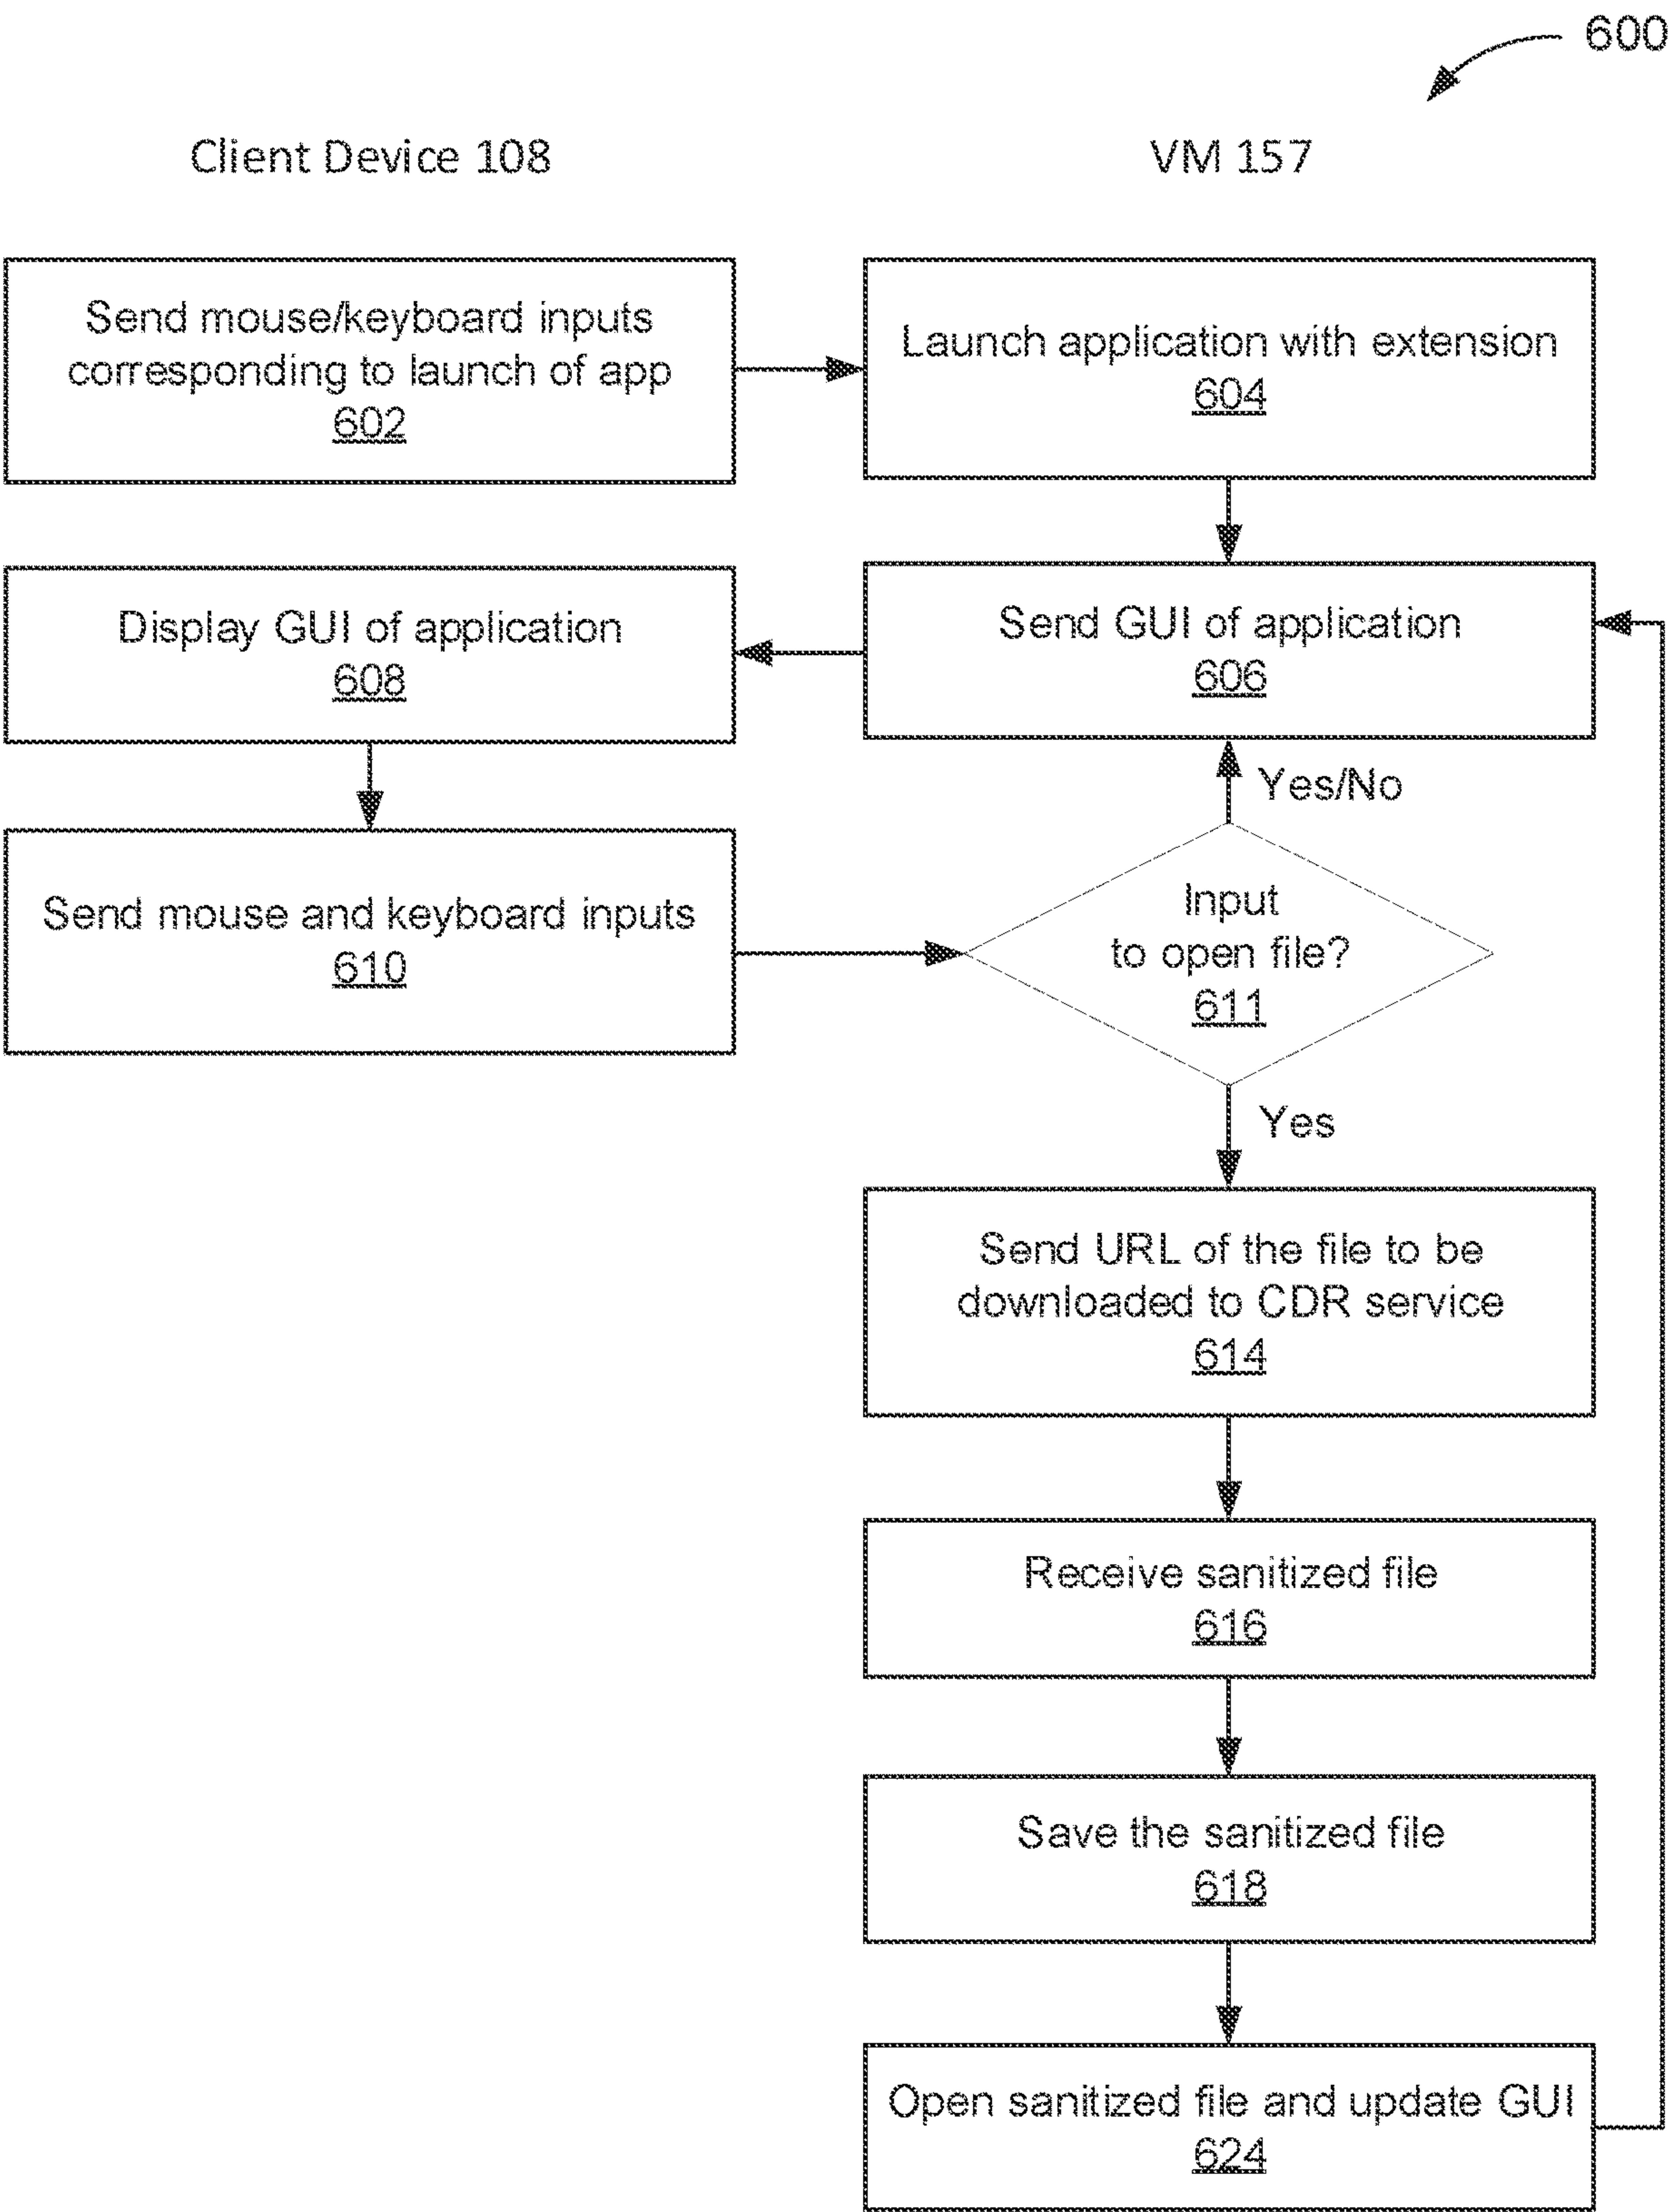 600
Client Device 108
VM 157
Send mouse/keyboard inputs
corresponding to launch of app
602
Launch application with extension
604
Send GUI of application
606
Display GUI of application
608
Yes/No
Send mouse and keyboard inputs
610
Input
to open file?
611
Yes
Send URL of the file to be
downloaded to CDR service
614
Receive sanitized file
616
Save the sanitized file
618
Open sanitized file and update GUI
624